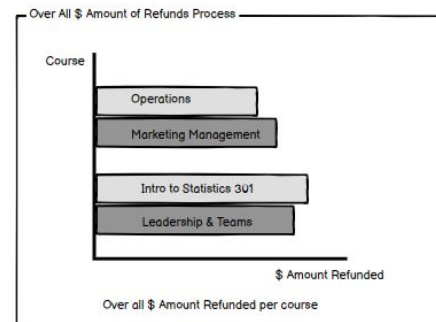 Over All $ Amount of Refunds Process
Course
Operations
Marketing Management
Intro to Statistics 301
Leadership & Teams
$ Amount Refunded
Over all $ Amount Refunded per course